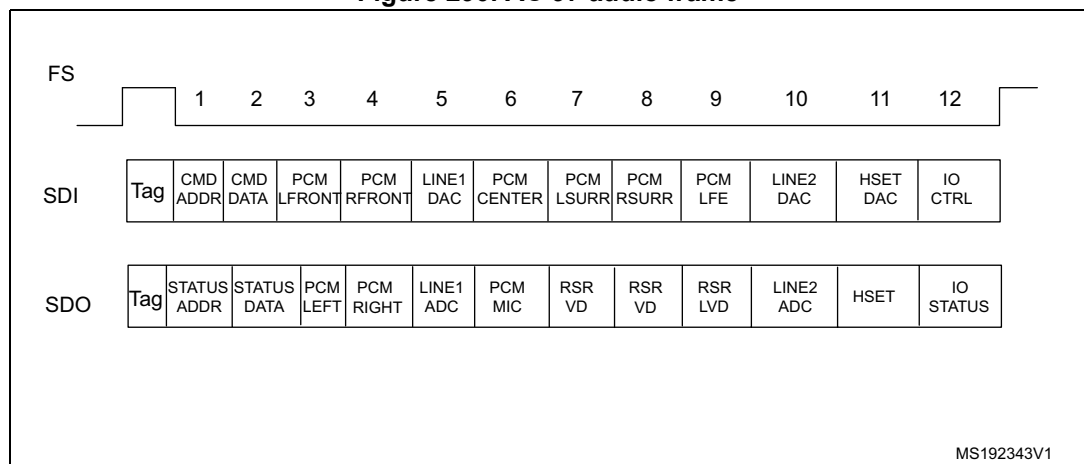 FS
1 2 3 4 5 6 7 8 9 10 11 12
SDI
Tag
CMD
ADDR
CMD
DATA
PCM
LFRONT
PCM
RFRONT
LINE1
DAC
PCM
CENTER
PCM
LSURR
PCM
RSURR
PCM
LFE
LINE2
DAC
HSET
DAC
IO
CTRL
SDO
Tag
STATUS
ADDR
STATUS
DATA
PCM
LEFT
PCM
RIGHT
LINE1
ADC
PCM
MIC
RSR
VD
RSR
VD
RSR
LVD
LINE2
ADC
HSET
IO
STATUS
MS192343V1